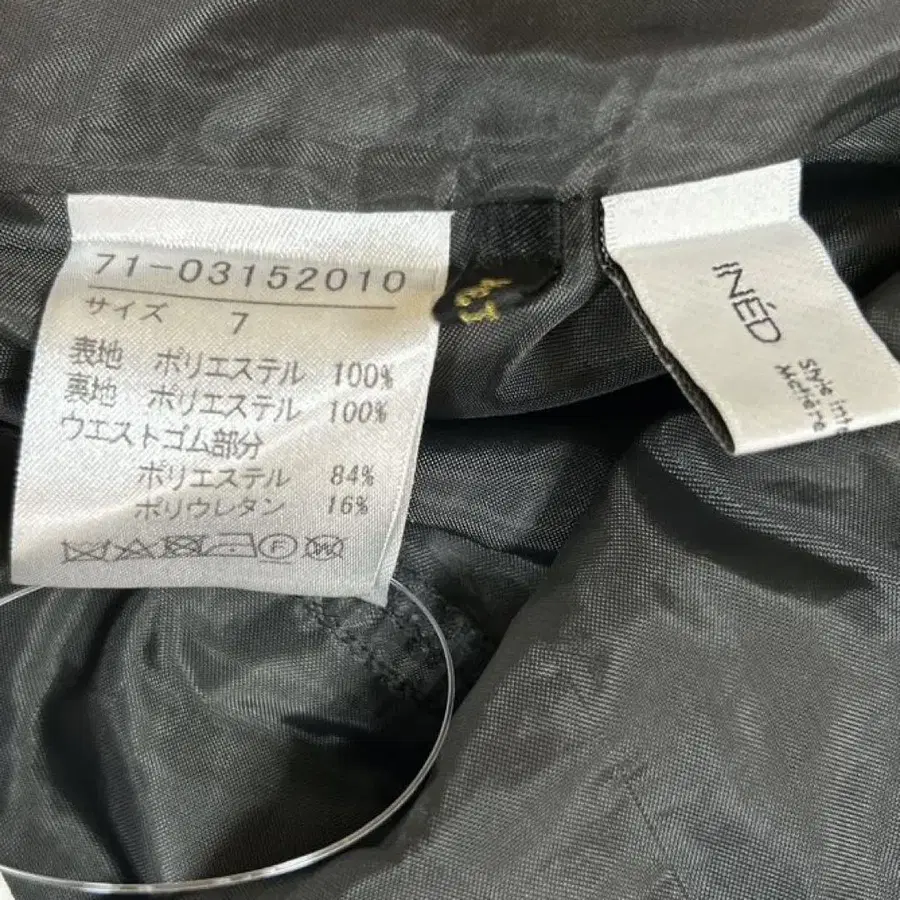 71-03152010
サイズ 7
表地 ポリエステル 100%
裏地 ポリエステル 100%
ウエストゴム部分
ポリエステル 84%
ポリウレタン 16%
F
W
INÉD
Style
Matière